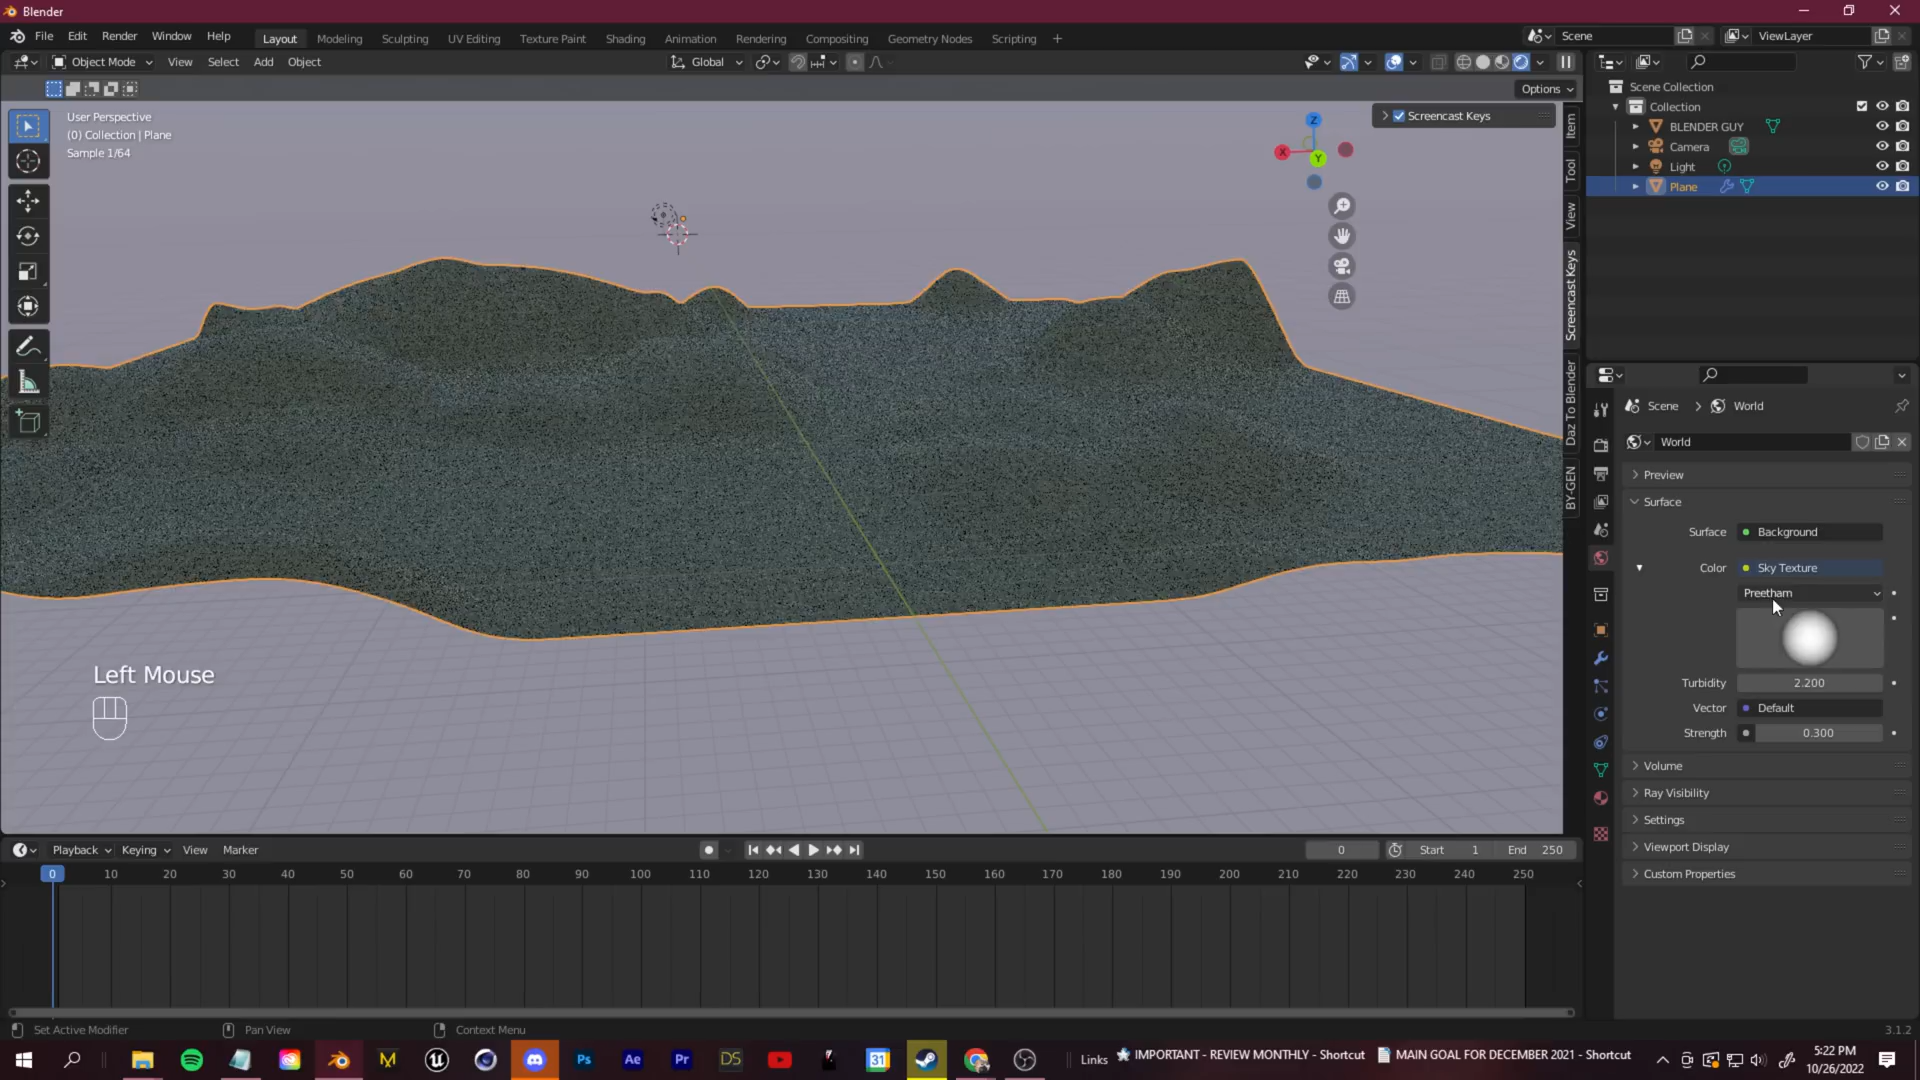 Blender
File Edit Render Window Help
Layout Modeling Sculpting UV Editing Texture Paint Shading Animation Rendering Compositing Geometry Nodes Scripting +
Scene
ViewLayer
Object Mode View Select Add Object
Global
Options
User Perspective
(0) Collection | Plane
Sample 1/64
Screencast Keys
Z
X
Y
Item
Tool
View
Screencast Keys
Daz To Blender
BY-GEN
Scene Collection
Collection
BLENDER GUY
Camera
Light
Plane
Scene > World
World
Preview
Surface
Surface Background
Color Sky Texture
Preetham
Turbidity 2.200
Vector Default
Strength 0.300
Volume
Ray Visibility
Settings
Viewport Display
Custom Properties
Left Mouse
Playback Keying View Marker
0 Start 1 End 250
0 10 20 30 40 50 60 70 80 90 100 110 120 130 140 150 160 170 180 190 200 210 220 230 240 250
Set Active Modifier Pan View Context Menu
3.1.2
Ps Ae Pr DS 31
Links IMPORTANT - REVIEW MONTHLY - Shortcut MAIN GOAL FOR DECEMBER 2021 - Shortcut
5:22 PM
10/26/2022